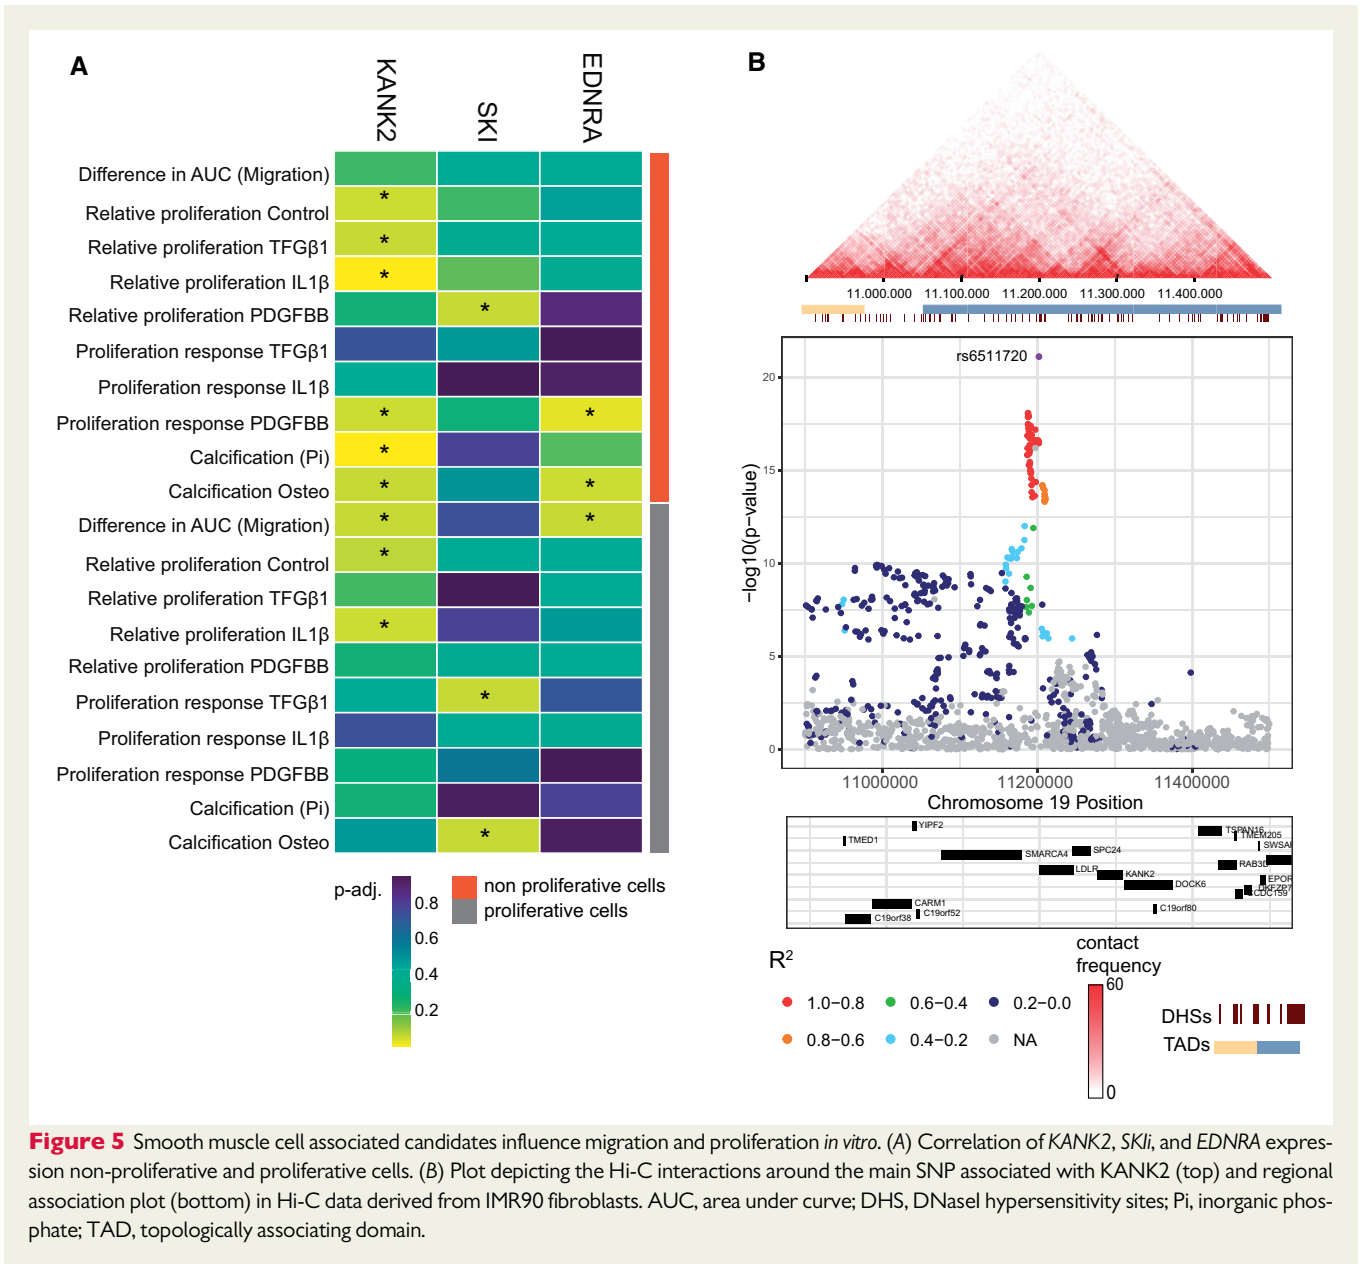 A
KANK2
SKI
EDNRA
Difference in AUC (Migration)
Relative proliferation Control
*
Relative proliferation TFGβ1
*
Relative proliferation IL1β
*
Relative proliferation PDGFBB
*
Proliferation response TFGβ1
Proliferation response IL1β
Proliferation response PDGFBB
* *
Calcification (Pi)
*
Calcification Osteo
* *
Difference in AUC (Migration)
* *
Relative proliferation Control
*
Relative proliferation TFGβ1
Relative proliferation IL1β
*
Relative proliferation PDGFBB
Proliferation response TFGβ1
*
Proliferation response IL1β
Proliferation response PDGFBB
Calcification (Pi)
Calcification Osteo
*
p-adj.
0.8
0.6
0.4
0.2
non proliferative cells
proliferative cells
B
11.000.000 11.100.000 11.200.000 11.300.000 11.400.000
rs6511720
−log10(p−value)
20
15
10
5
0
11000000 11200000 11400000
Chromosome 19 Position
YIPF2
TSPAN16
TMEM205
TMED1
SWSAP
SMARCA4
SPC24
RAB3D
LDLR
KANK2
EPOR
DOCK6
CCDC159
CARM1
C19orf80
C19orf52
C19orf38
R2
1.0−0.8
0.6−0.4
0.2−0.0
0.8−0.6
0.4−0.2
NA
contact
frequency
60
0
DHSs
TADs
Figure 5 Smooth muscle cell associated candidates influence migration and proliferation in vitro. (A) Correlation of KANK2, SKIi, and EDNRA expres-
sion non-proliferative and proliferative cells. (B) Plot depicting the Hi-C interactions around the main SNP associated with KANK2 (top) and regional
association plot (bottom) in Hi-C data derived from IMR90 fibroblasts. AUC, area under curve; DHS, DNaseI hypersensitivity sites; Pi, inorganic phos-
phate; TAD, topologically associating domain.